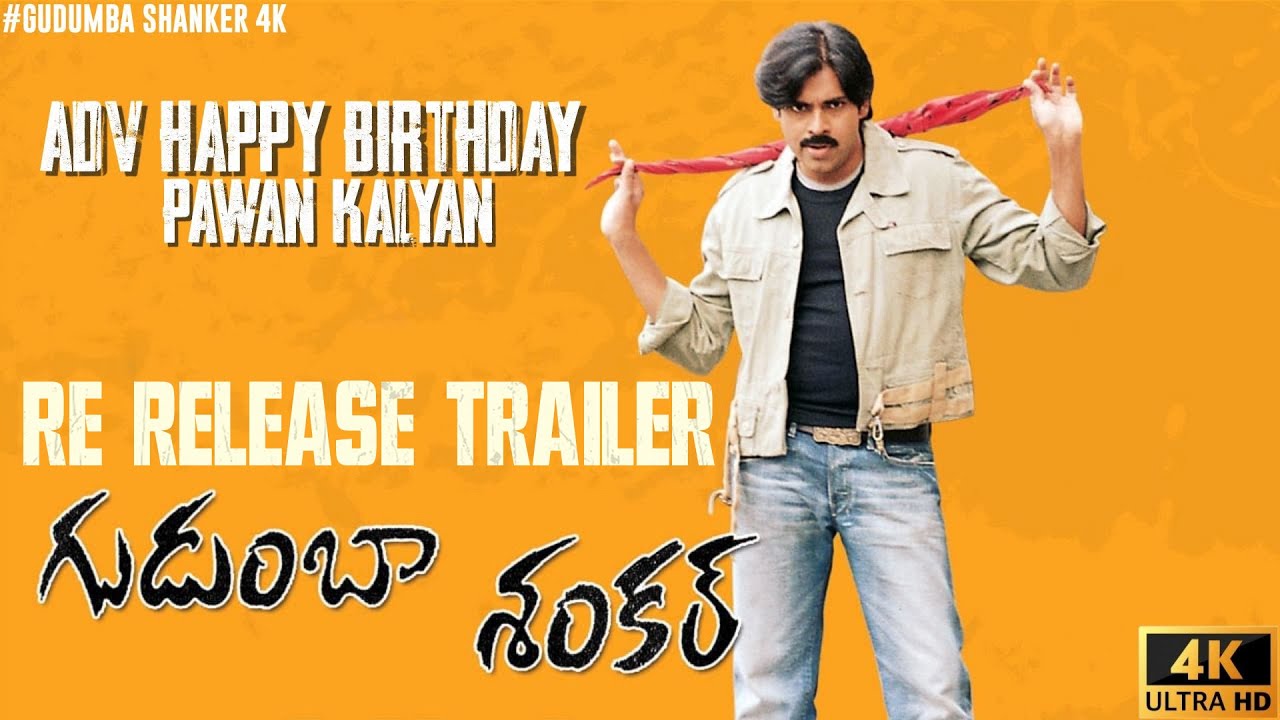 #GUDUMBA SHANKER 4K
ADV HAPPY BIRTHDAY
PAWAN KALYAN
RE RELEASE TRAILER
గుడుంబా
శంకర్
4K
ULTRA HD